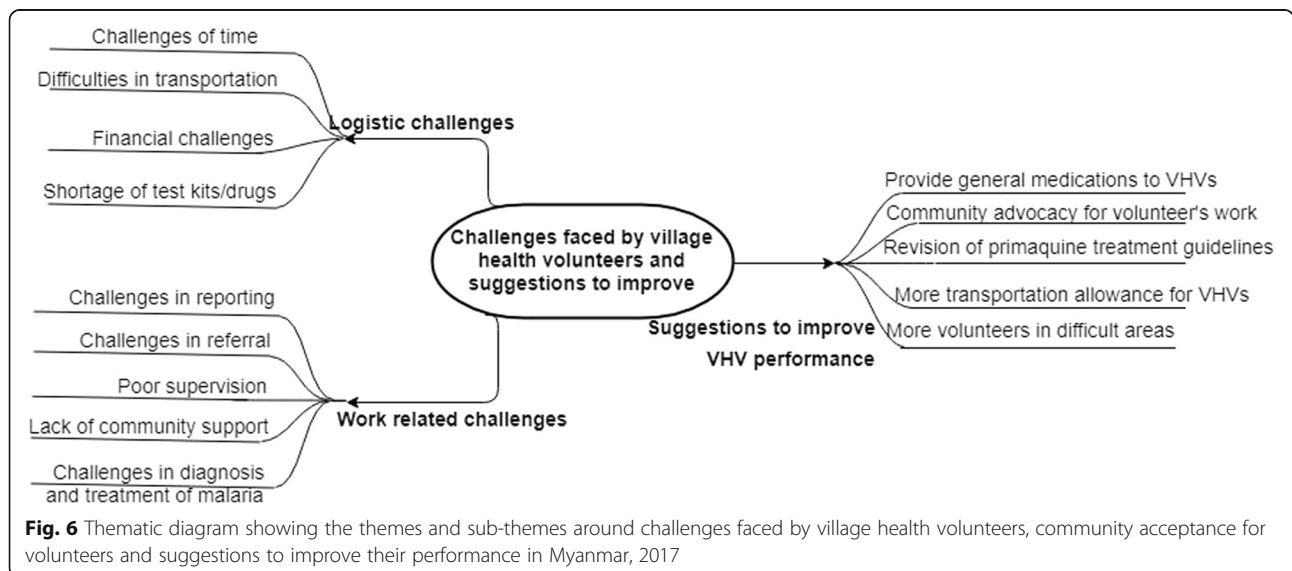 Challenges of time
Difficulties in transportation
Financial challenges
Shortage of test kits/drugs
Logistic challenges
Challenges in reporting
Challenges in referral
Poor supervision
Lack of community support
Challenges in diagnosis
and treatment of malaria
Work related challenges
Challenges faced by village
health volunteers and
suggestions to improve
Suggestions to improve
VHV performance
Provide general medications to VHVs
Community advocacy for volunteer's work
Revision of primaquine treatment guidelines
More transportation allowance for VHVs
More volunteers in difficult areas
Fig. 6 Thematic diagram showing the themes and sub-themes around challenges faced by village health volunteers, community acceptance for
volunteers and suggestions to improve their performance in Myanmar, 2017